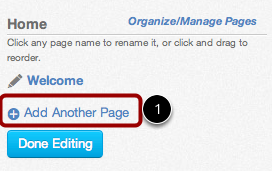 Home Organize/Manage Pages
Click any page name to rename it, or click and drag to
reorder.
Welcome
Add Another Page 1
Done Editing